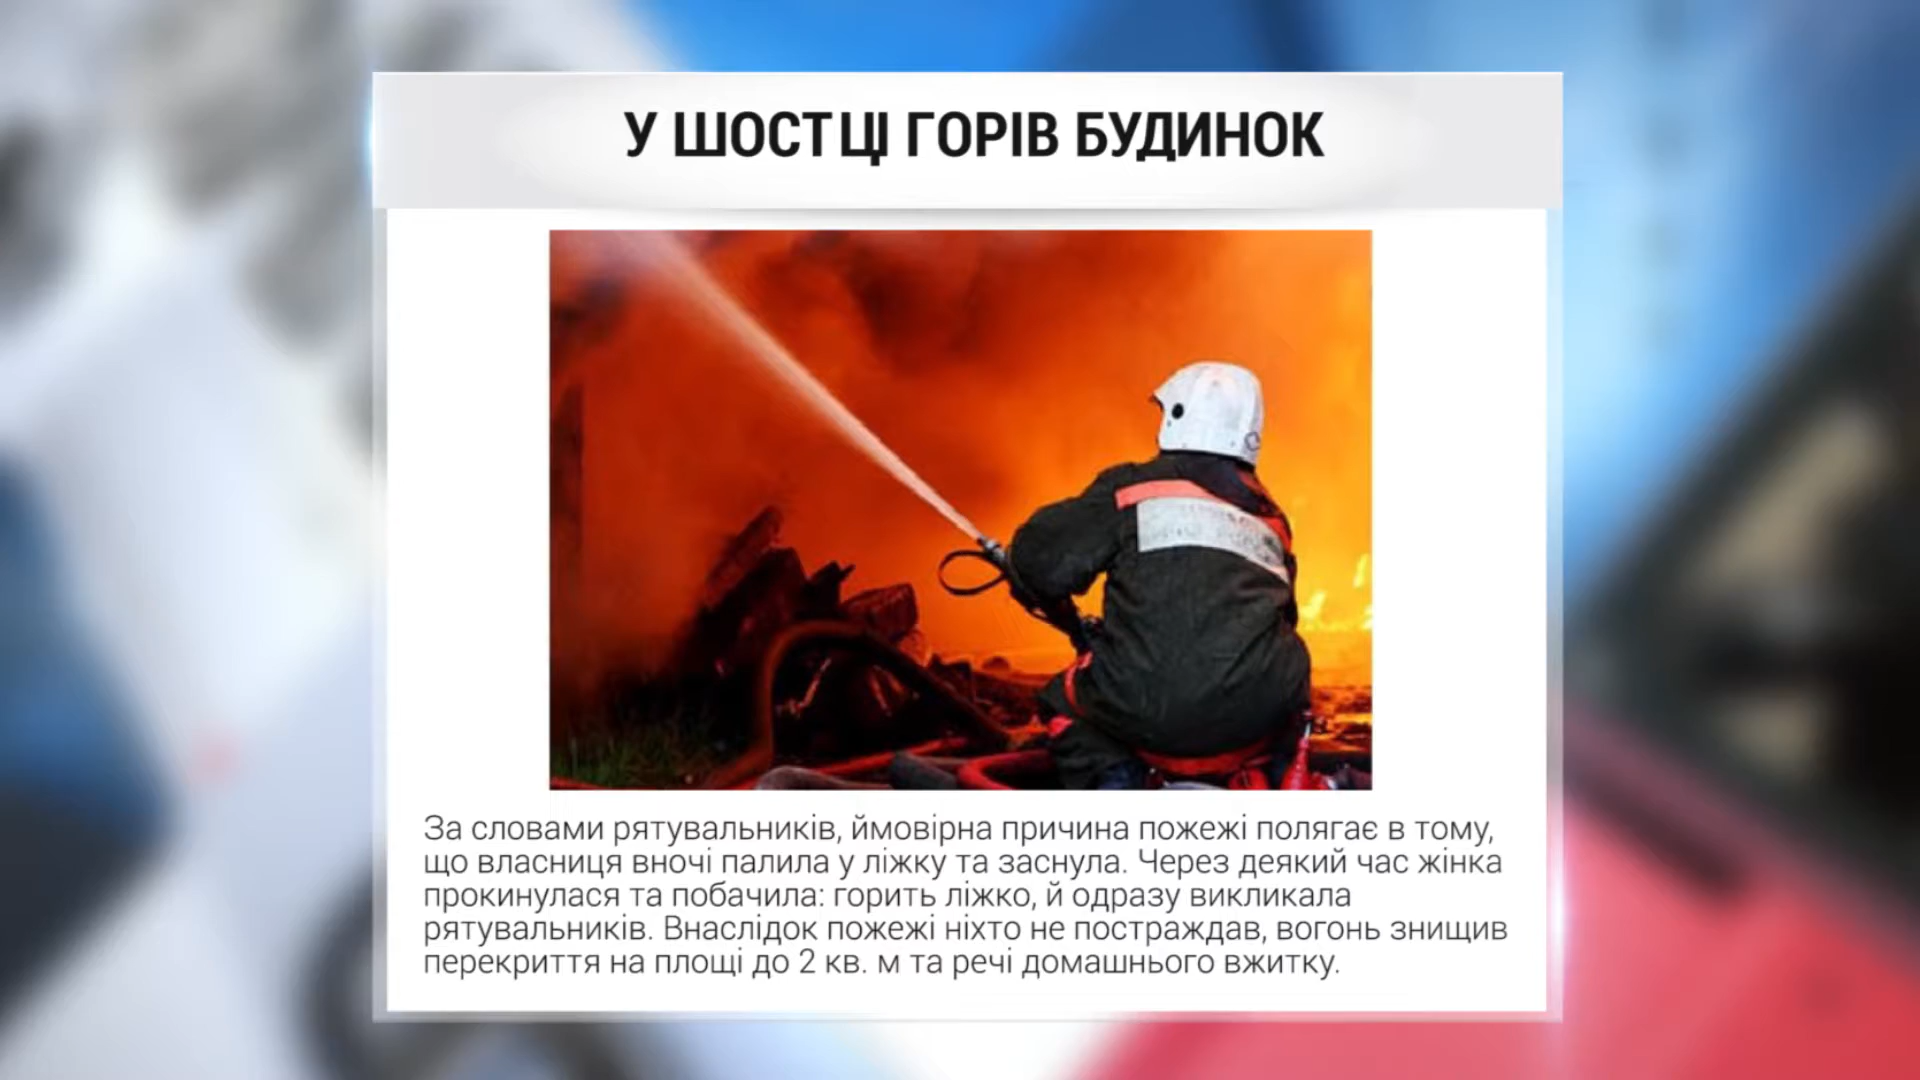 У ШОСТЦІ ГОРІВ БУДИНОК
За словами рятувальників, ймовірна причина пожежі полягає в тому,
що власниця вночі палила у ліжку та заснула. Через деякий час жінка
прокинулася та побачила: горить ліжко, й одразу викликала
рятувальників. Внаслідок пожежі ніхто не постраждав, вогонь знищив
перекриття на площі до 2 кв. м та речі домашнього вжитку.